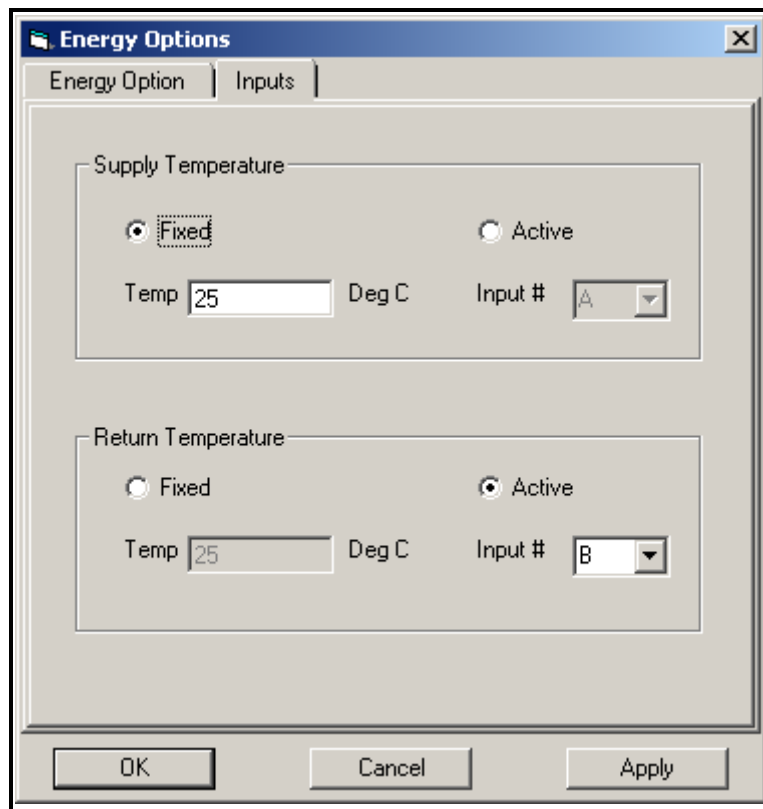 Energy Options
Energy Option Inputs
Supply Temperature
Fixed Active
Temp 25 Deg C Input # A
Return Temperature
Fixed Active
Temp 25 Deg C Input # B
OK Cancel Apply